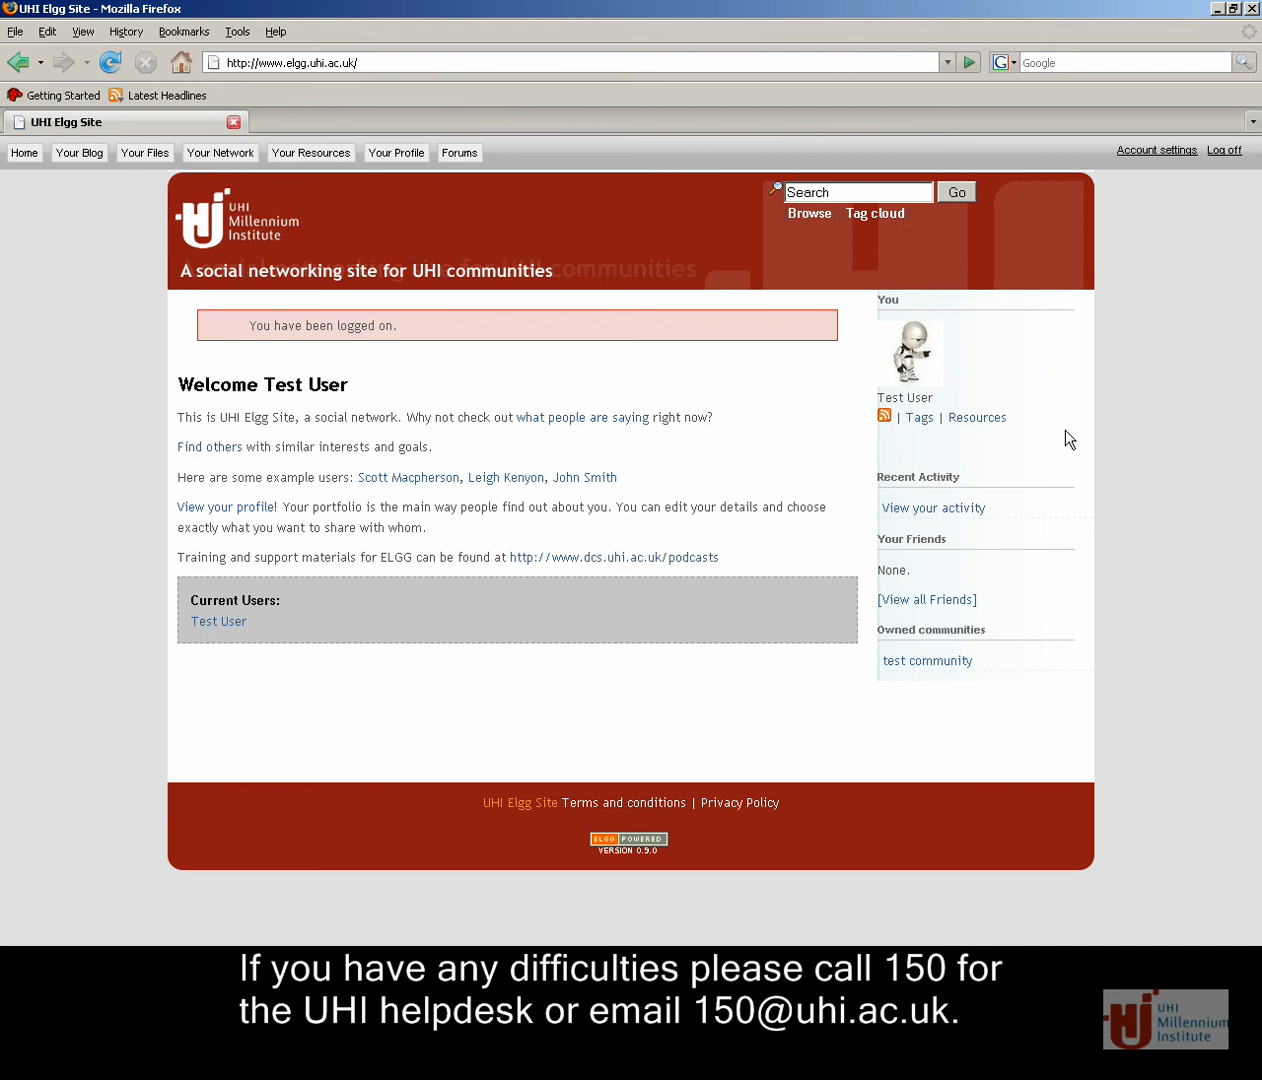 UHI Elgg Site - Mozilla Firefox
File Edit View History Bookmarks Tools Help
http://www.elgg.uhi.ac.uk/
G Google
Getting Started Latest Headlines
UHI Elgg Site
Home Your Blog Your Files Your Network Your Resources Your Profile Forums Account settings Log off
UHI
Millennium
Institute
Search Go
Browse Tag cloud
A social networking site for UHI communities
You
You have been logged on.
Welcome Test User
This is UHI Elgg Site, a social network. Why not check out what people are saying right now?
Find others with similar interests and goals.
Here are some example users: Scott Macpherson, Leigh Kenyon, John Smith
View your profile! Your portfolio is the main way people find out about you. You can edit your details and choose
exactly what you want to share with whom.
Training and support materials for ELGG can be found at http://www.dcs.uhi.ac.uk/podcasts
Current Users:
Test User
Test User
| Tags | Resources
Recent Activity
View your activity
Your Friends
None.
[View all Friends]
Owned communities
test community
UHI Elgg Site Terms and conditions | Privacy Policy
ELGG POWERED
VERSION 0.9.0
If you have any difficulties please call 150 for
the UHI helpdesk or email 150@uhi.ac.uk.
UHI
Millennium
Institute